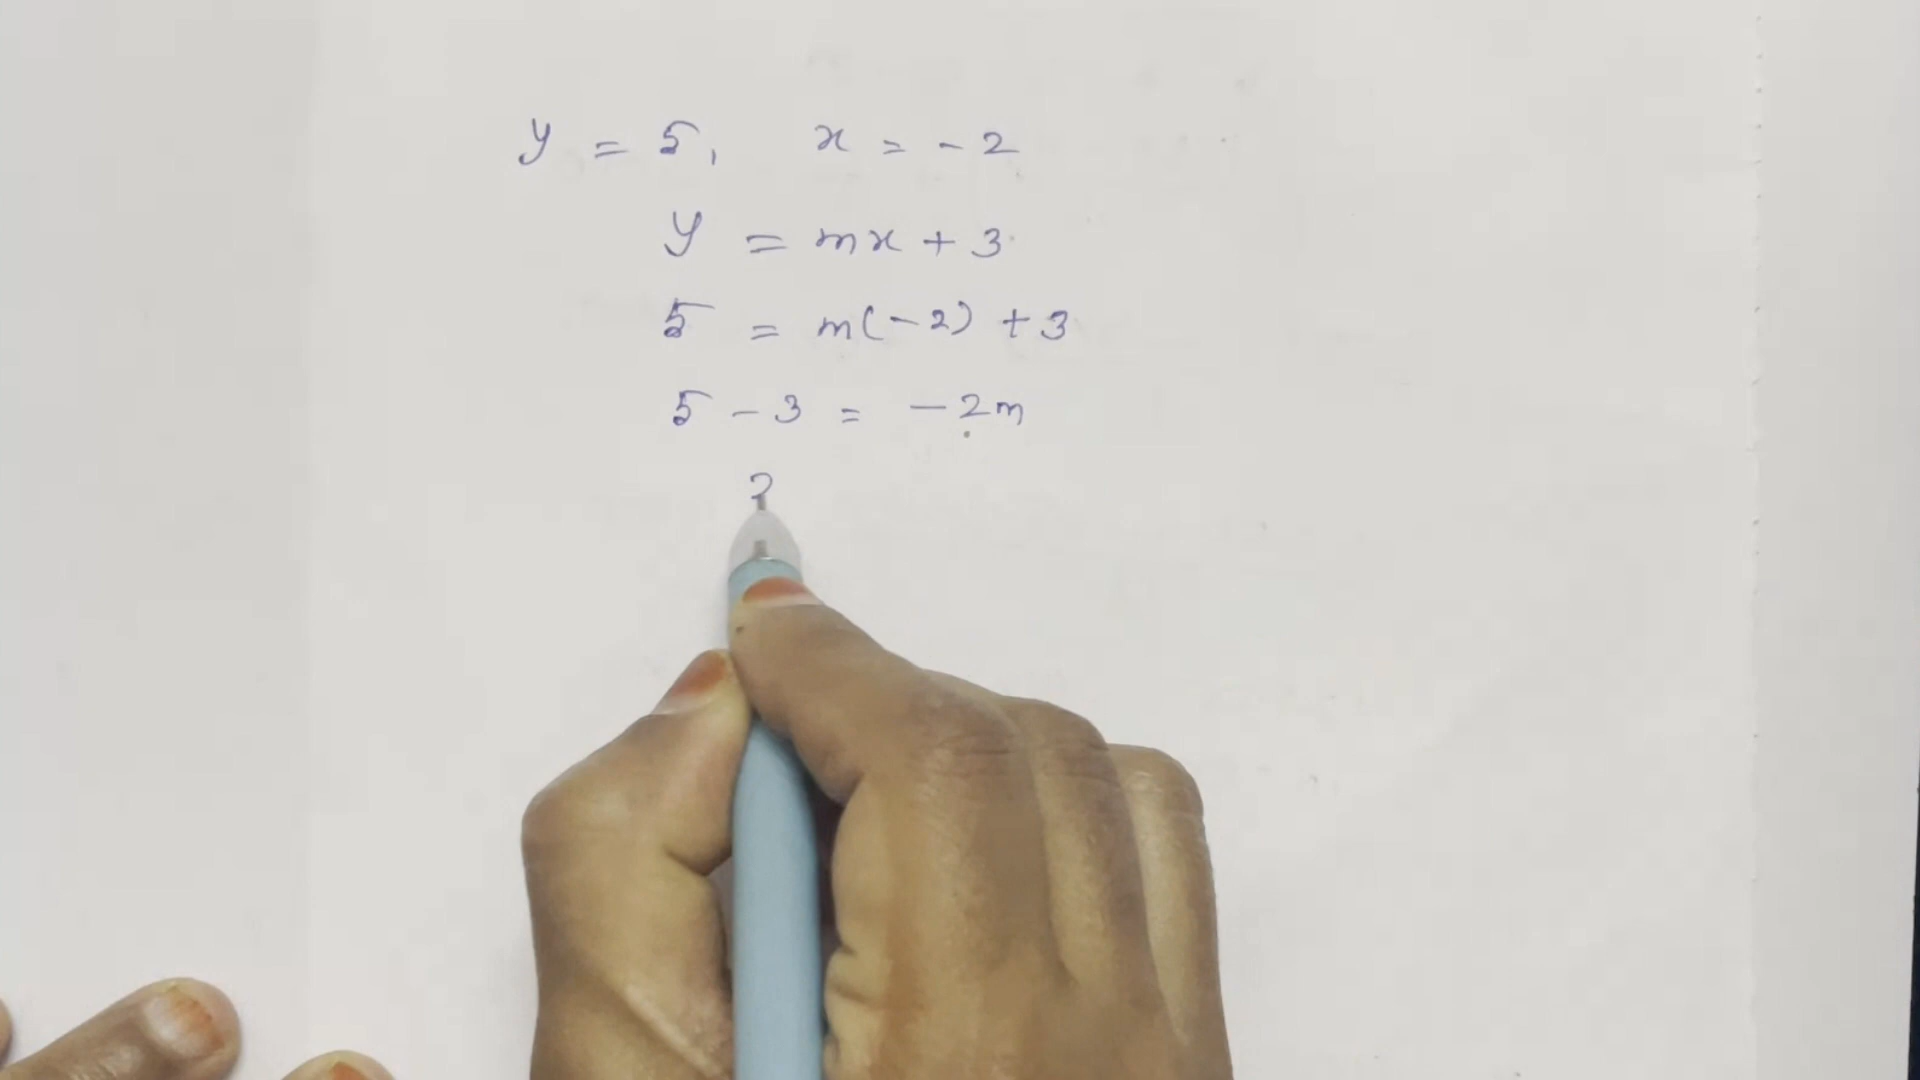 y = 5, x = -2
y = mx + 3
5 = m(-2) + 3
5 - 3 = -2m
2